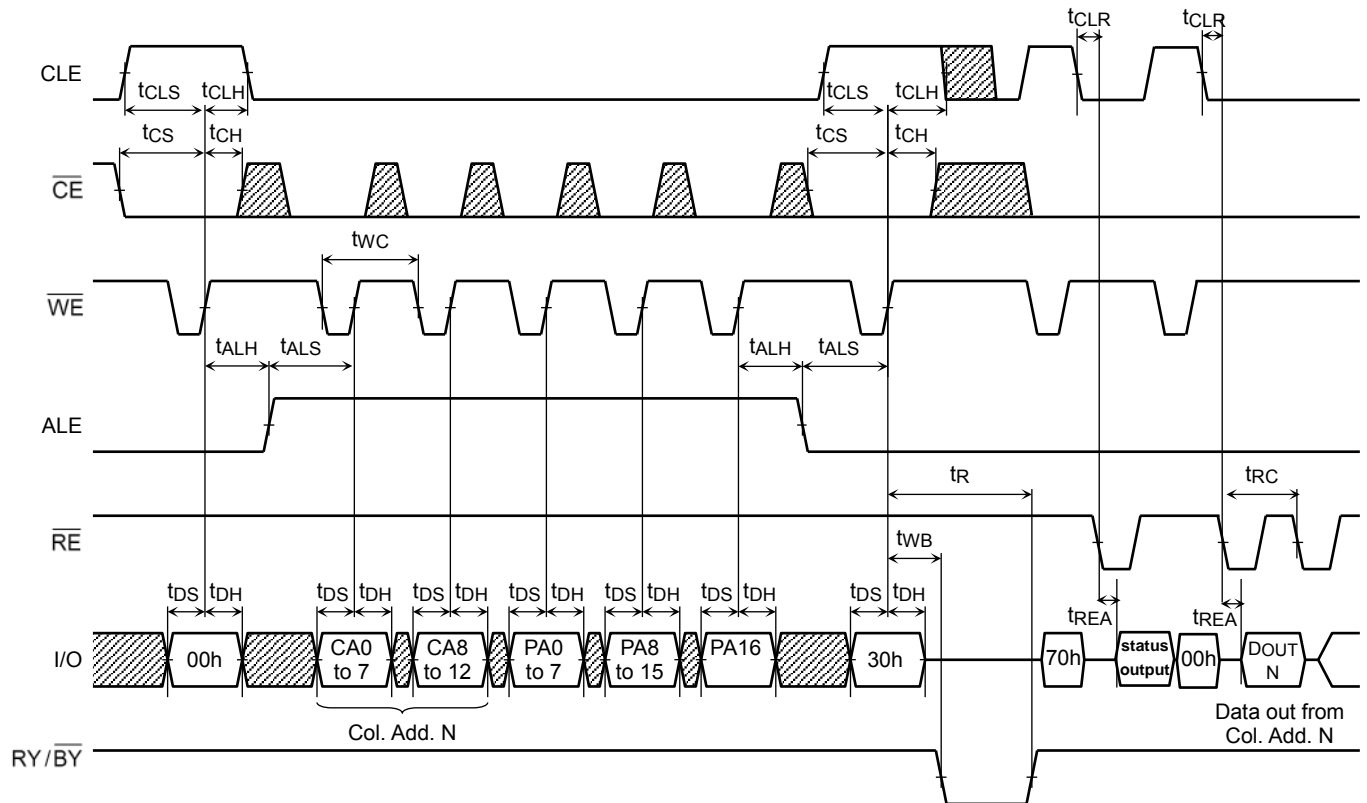 tCLR tCLR
CLE
tCLS tCLH tCLS tCLH
tCS tCH tCS tCH
CE
tWC
WE
tALH tALS tALH tALS
ALE
tR tRC
RE
tWB
tDS tDH tDS tDH tDS tDH tDS tDH tDS tDH tDS tDH tDS tDH
tREA tREA
I/O
00h
CA0
to 7
CA8
to 12
PA0
to 7
PA8
to 15
PA16
30h
70h
status
output
00h
DOUT
N
Col. Add. N
Data out from
Col. Add. N
RY/BY